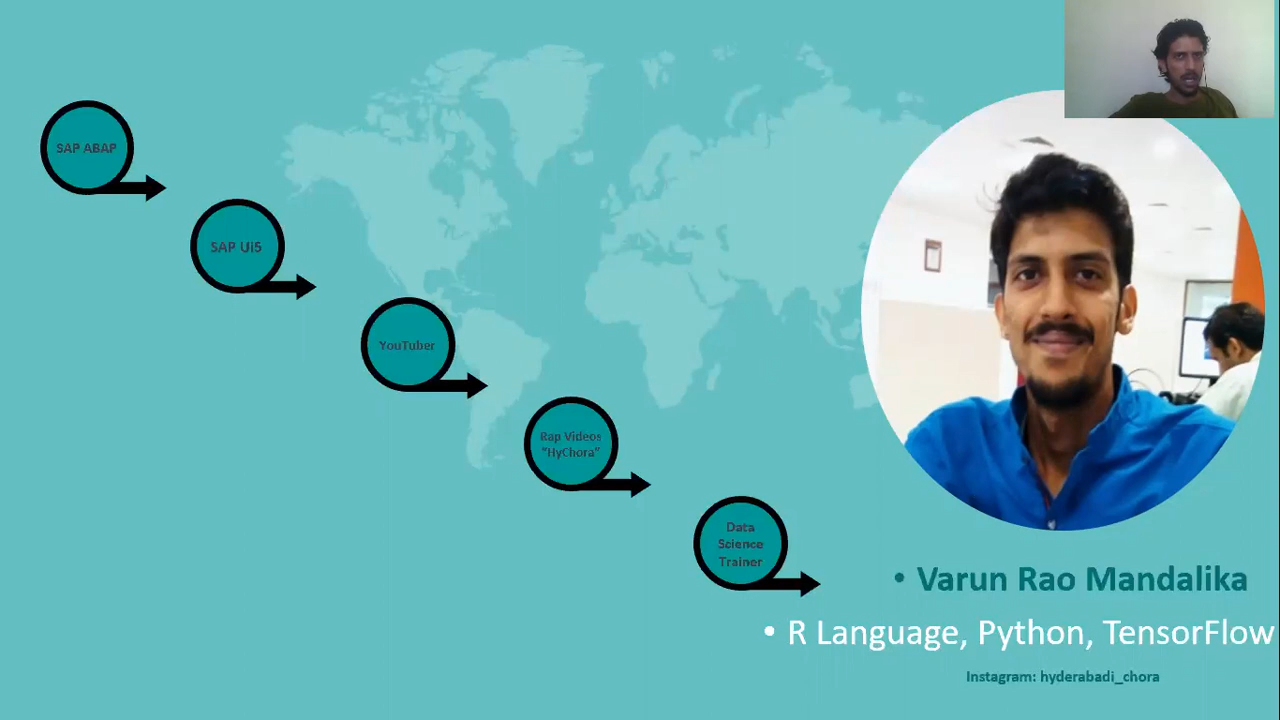 SAP ABAP
SAP UI5
YouTuber
Rap Videos
"HyChora"
Data
Science
Trainer
• Varun Rao Mandalika
• R Language, Python, TensorFlow
Instagram: hyderabadi_chora